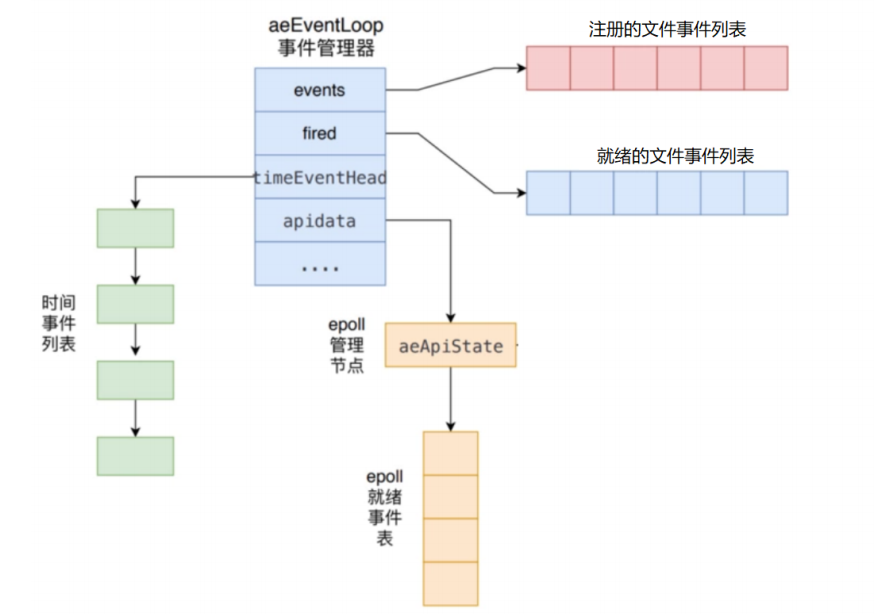 aeEventLoop
事件管理器
注册的文件事件列表
events
fired
就绪的文件事件列表
timeEventHead
apidata
....
时间
事件
列表
epoll
管理
节点
aeApiState
epoll
就绪
事件
表